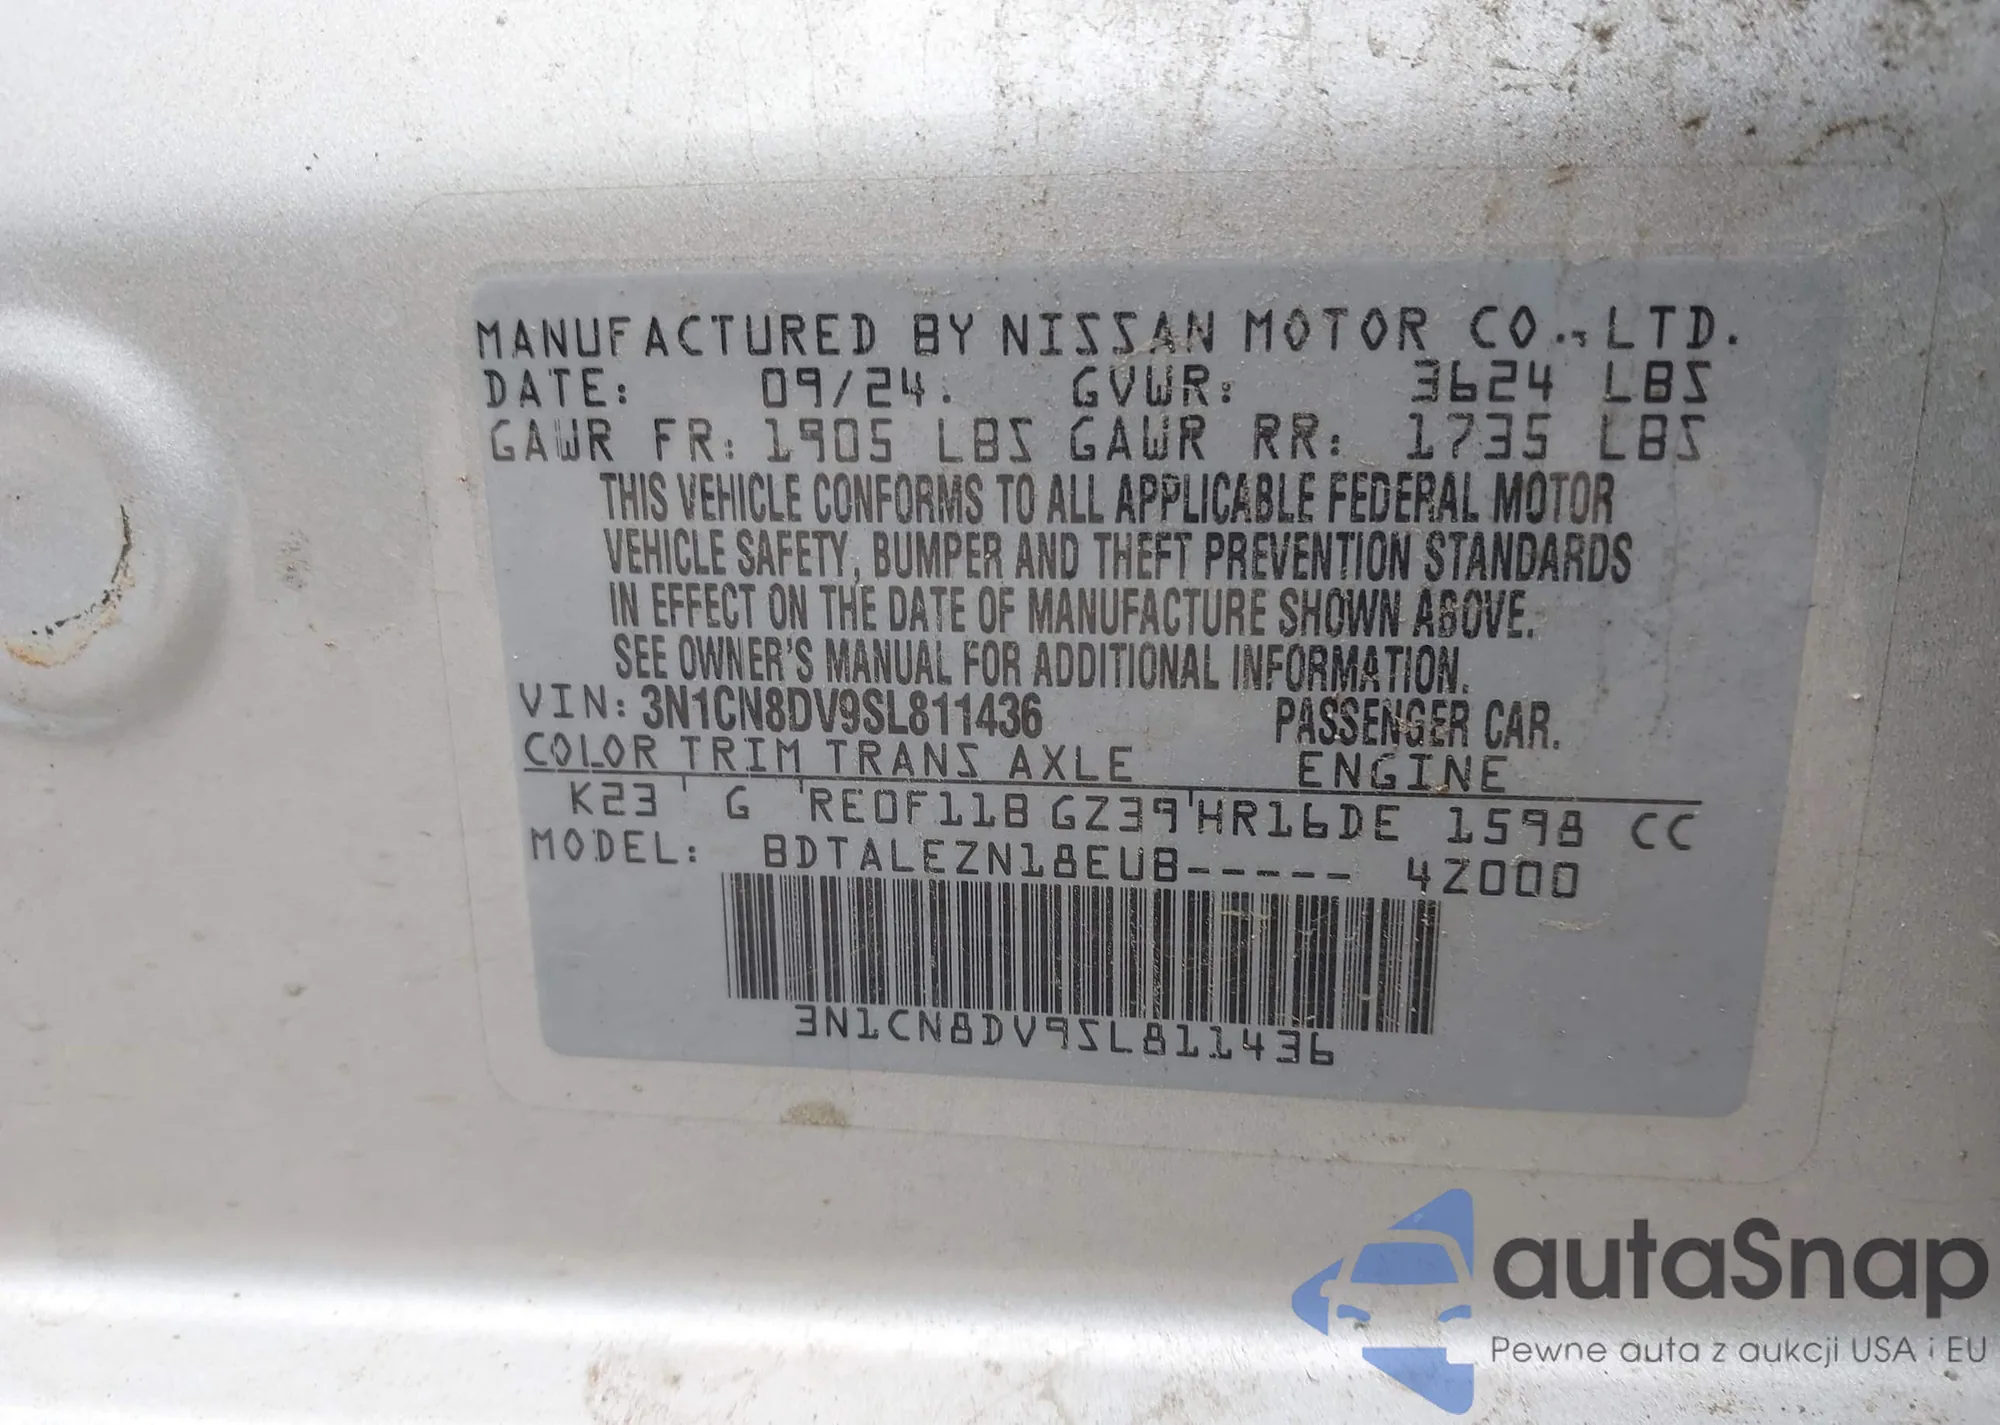 MANUFACTURED BY NISSAN MOTOR CO., LTD.
DATE: 09/24. GVWR: 3624 LBS
GAWR FR: 1905 LBS GAWR RR: 1735 LBS
THIS VEHICLE CONFORMS TO ALL APPLICABLE FEDERAL MOTOR
VEHICLE SAFETY, BUMPER AND THEFT PREVENTION STANDARDS
IN EFFECT ON THE DATE OF MANUFACTURE SHOWN ABOVE.
SEE OWNER'S MANUAL FOR ADDITIONAL INFORMATION.
VIN: 3N1CN8DV9SL811436 PASSENGER CAR.
COLOR TRIM TRANS AXLE ENGINE
K23 G RE0F11B GZ39 HR16DE 1598 CC
MODEL: BDTALEZN18EUB----- 4Z000
3N1CN8DV9SL811436
autaSnap
Pewne auta z aukcji USA i EU